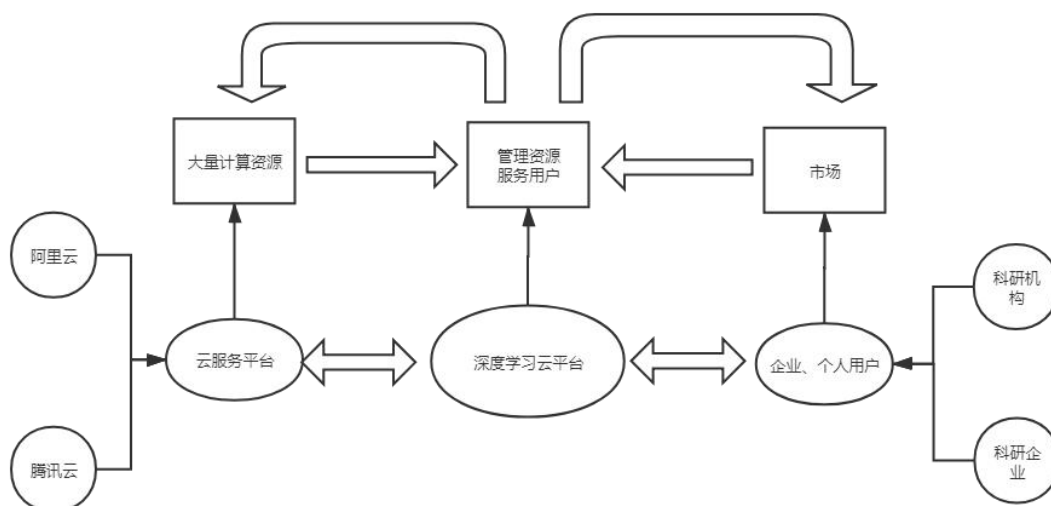 大量计算资源
管理资源
服务用户
市场
阿里云
科研机
构
云服务平台
深度学习云平台
企业、个人用户
腾讯云
科研企
业